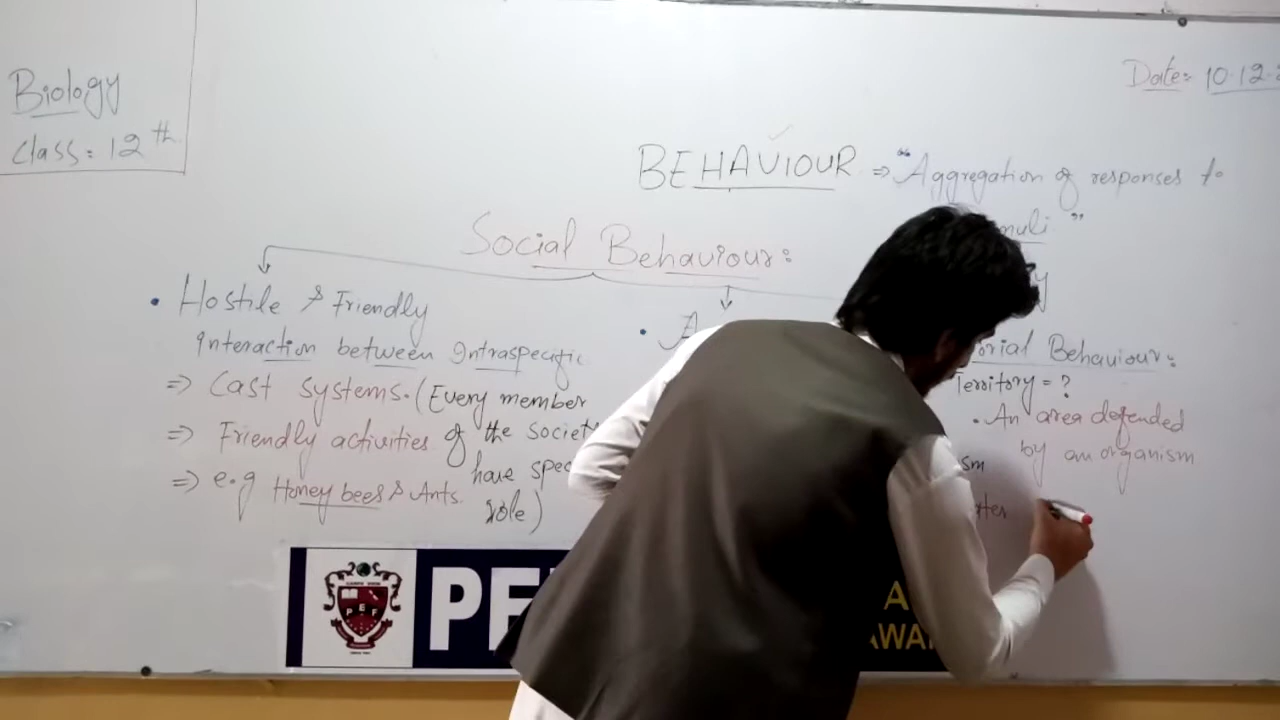 Biology
Class: 12th
Date: 10.12.
BEHAVIOUR ⇒ "Aggregation of responses to
"
Social Behaviour:
• Hostile & Friendly
Interaction between Intraspecific
⇒ Cast systems. (Every member
⇒ Friendly activities of the society
have
⇒ e.g Honey bees & Ants.
role)
Behaviour:
Territory = ?
• An area defended
by an organism
CARPE DIEM
PEF